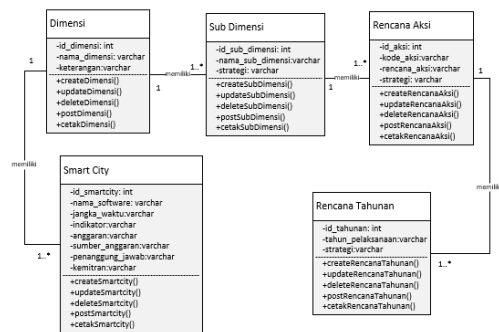 Dimensi
-id_dimensi: int
-nama_dimensi: varchar
-keterangan:varchar
+createDimensi()
+updateDimensi()
+deleteDimensi()
+postDimensi()
+cetakDimensi()
1
1
memiliki
1..*
Sub Dimensi
-id_sub_dimensi: int
-nama_sub_dimensi:varchar
-strategi: varchar
+createSubDimensi()
+updateSubDimensi()
+deleteSubDimensi()
+postSubDimensi()
+cetakSubDimensi()
1
memiliki
1..*
Rencana Aksi
-id_aksi: int
-kode_aksi:varchar
-rencana_aksi:varchar
-strategi: varchar
+createRencanaAksi()
+updateRencanaAksi()
+deleteRencanaAksi()
+postRencanaAksi()
+cetakRencanaAksi()
1
memiliki
memiliki
1..*
Smart City
-id_smartcity: int
-nama_software: varchar
-jangka_waktu:varchar
-indikator:varchar
-anggaran:varchar
-sumber_anggaran:varchar
-penanggung_jawab:varchar
-kemitran:varchar
+createSmartcity()
+updateSmartcity()
+deleteSmartcity()
+postSmartcity()
+cetakSmartcity()
Rencana Tahunan
-id_tahunan: int
-tahun_pelaksanaan:varchar
-strategi:varchar
+createRencanaTahunan()
+updateRencanaTahunan()
+deleteRencanaTahunan()
+postRencanaTahunan()
+cetakRencanaTahunan()
1..*